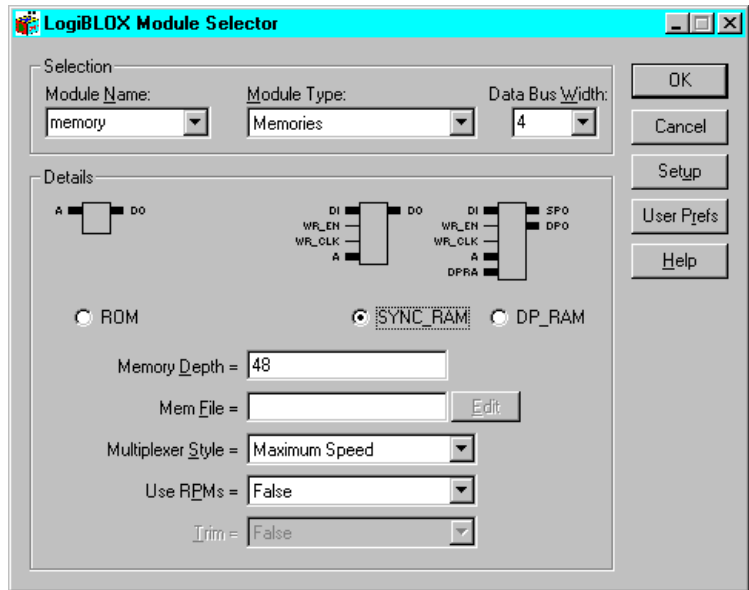 LogiBLOX Module Selector
Selection
Module Name:
Module Type:
Data Bus Width:
memory
Memories
4
OK
Cancel
Setup
User Prefs
Help
Details
A DO
DI DO
WR_EN
WR_CLK
A
DI SPO
WR_EN DPO
WR_CLK
A
DPRA
ROM
SYNC_RAM
DP_RAM
Memory Depth = 48
Mem File = Edit
Multiplexer Style = Maximum Speed
Use RPMs = False
Trim = False